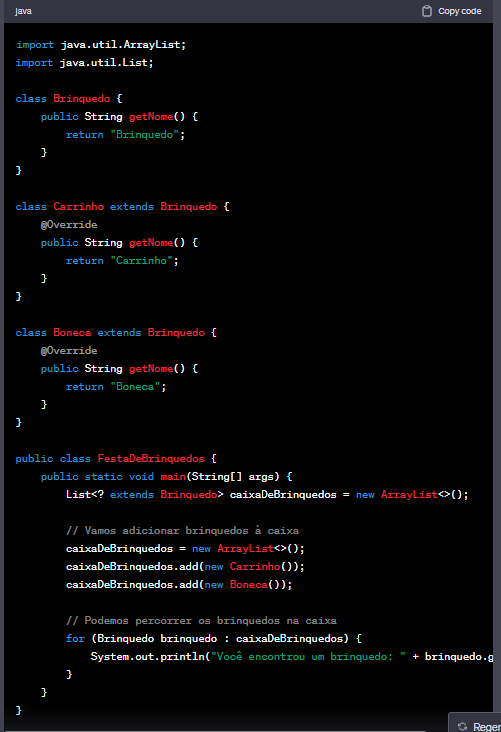 java
Copy code
import java.util.ArrayList;
import java.util.List;
class Brinquedo {
    public String getNome() {
        return "Brinquedo";
    }
}
class Carrinho extends Brinquedo {
    @Override
    public String getNome() {
        return "Carrinho";
    }
}
class Boneca extends Brinquedo {
    @Override
    public String getNome() {
        return "Boneca";
    }
}
public class FestaDeBrinquedos {
    public static void main(String[] args) {
        List<? extends Brinquedo> caixaDeBrinquedos = new ArrayList<>();
        // Vamos adicionar brinquedos à caixa
        caixaDeBrinquedos = new ArrayList<>();
        caixaDeBrinquedos.add(new Carrinho());
        caixaDeBrinquedos.add(new Boneca());
        // Podemos percorrer os brinquedos na caixa
        for (Brinquedo brinquedo : caixaDeBrinquedos) {
            System.out.println("Você encontrou um brinquedo: " + brinquedo.g
        }
    }
}
Regen